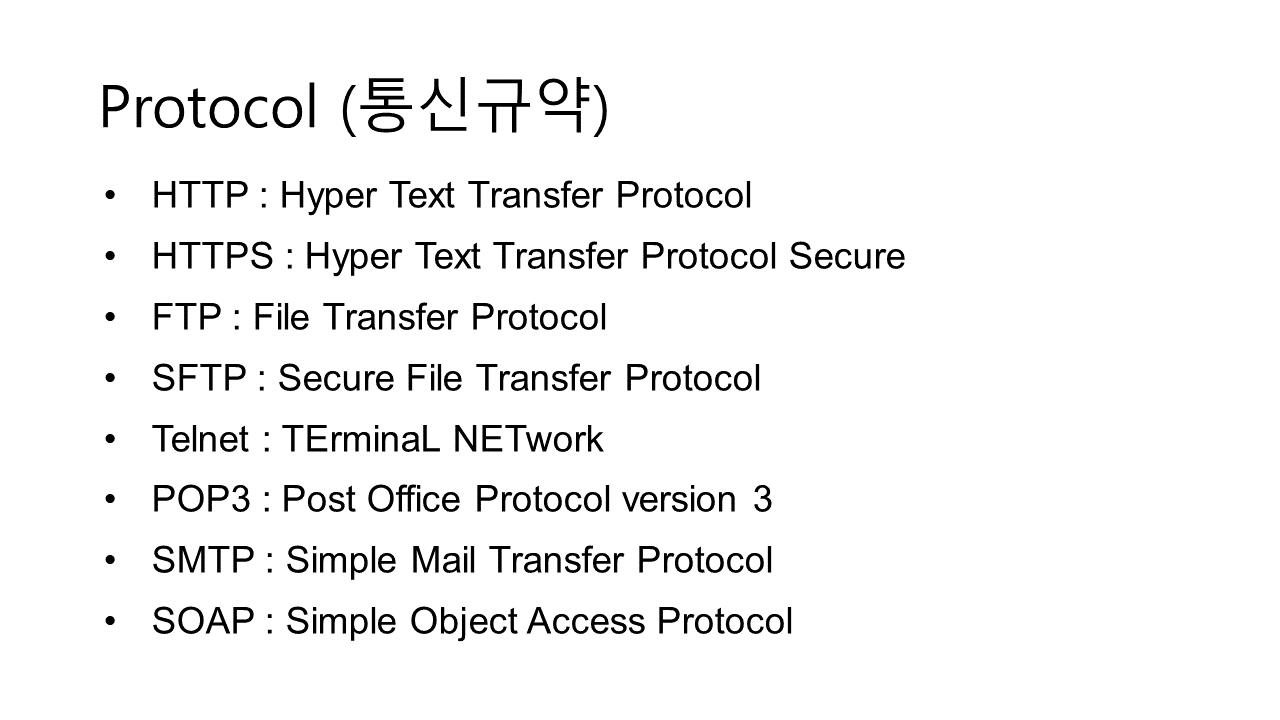 Protocol (통신규약)
• HTTP : Hyper Text Transfer Protocol
• HTTPS : Hyper Text Transfer Protocol Secure
• FTP : File Transfer Protocol
• SFTP : Secure File Transfer Protocol
• Telnet : TErminaL NETwork
• POP3 : Post Office Protocol version 3
• SMTP : Simple Mail Transfer Protocol
• SOAP : Simple Object Access Protocol